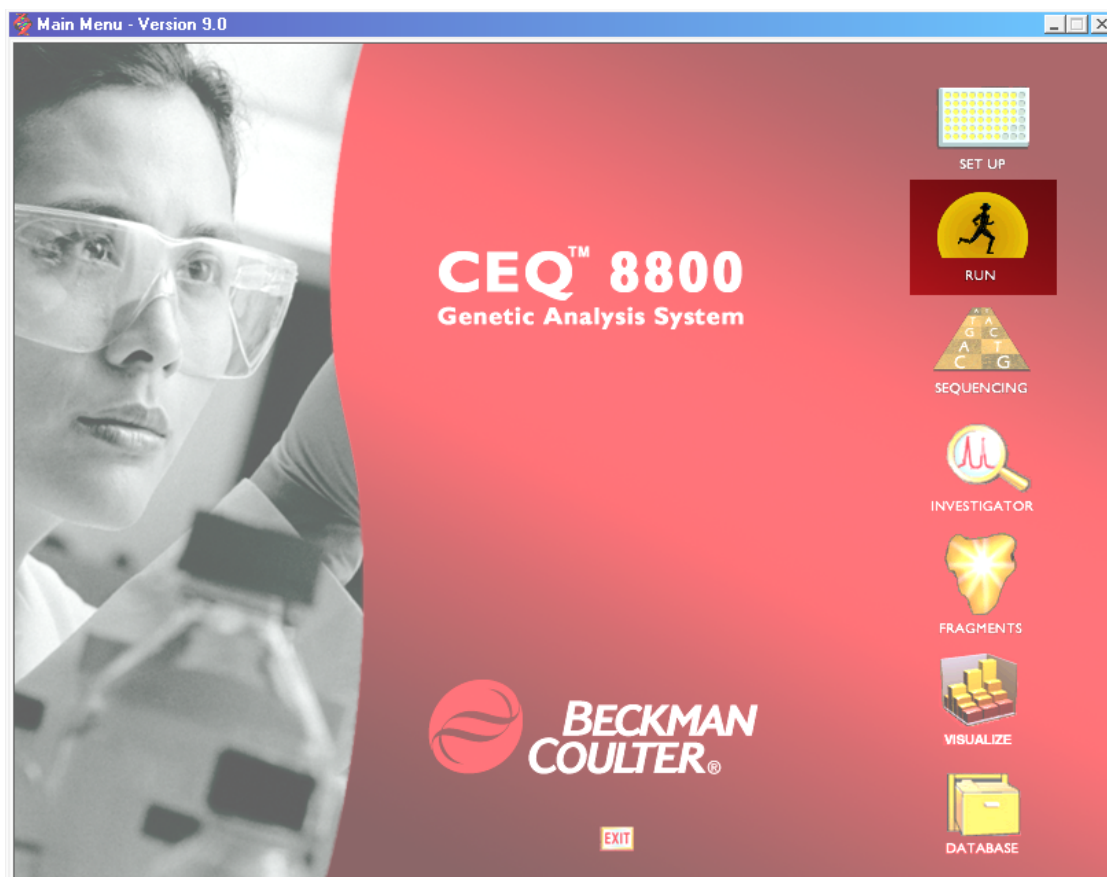 Main Menu - Version 9.0
SET UP
RUN
CEQ™ 8800
Genetic Analysis System
A T
T A
G C
A T
C G
SEQUENCING
INVESTIGATOR
FRAGMENTS
BECKMAN
COULTER®
VISUALIZE
EXIT
DATABASE